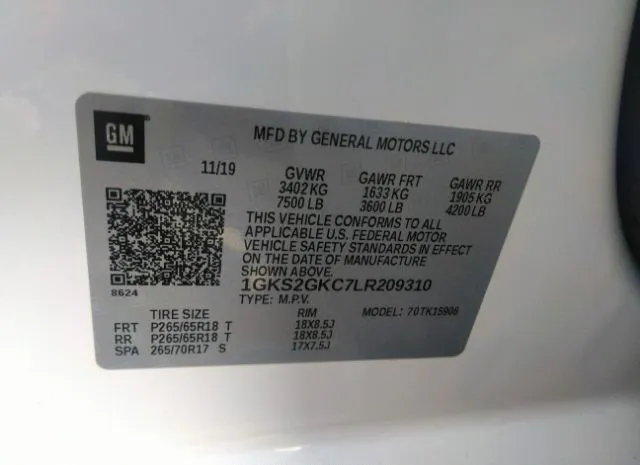 GM
MFD BY GENERAL MOTORS LLC
11/19 GVWR GAWR FRT GAWR RR
3402 KG 1633 KG 1905 KG
7500 LB 3600 LB 4200 LB
THIS VEHICLE CONFORMS TO ALL
APPLICABLE U.S. FEDERAL MOTOR
VEHICLE SAFETY STANDARDS IN EFFECT
ON THE DATE OF MANUFACTURE
SHOWN ABOVE.
1GKS2GKC7LR209310
8624
TYPE: M.P.V. MODEL: 70TK15906
TIRE SIZE RIM
FRT P265/65R18 T 18X8.5J
RR P265/65R18 T 18X8.5J
SPA 265/70R17 S 17X7.5J